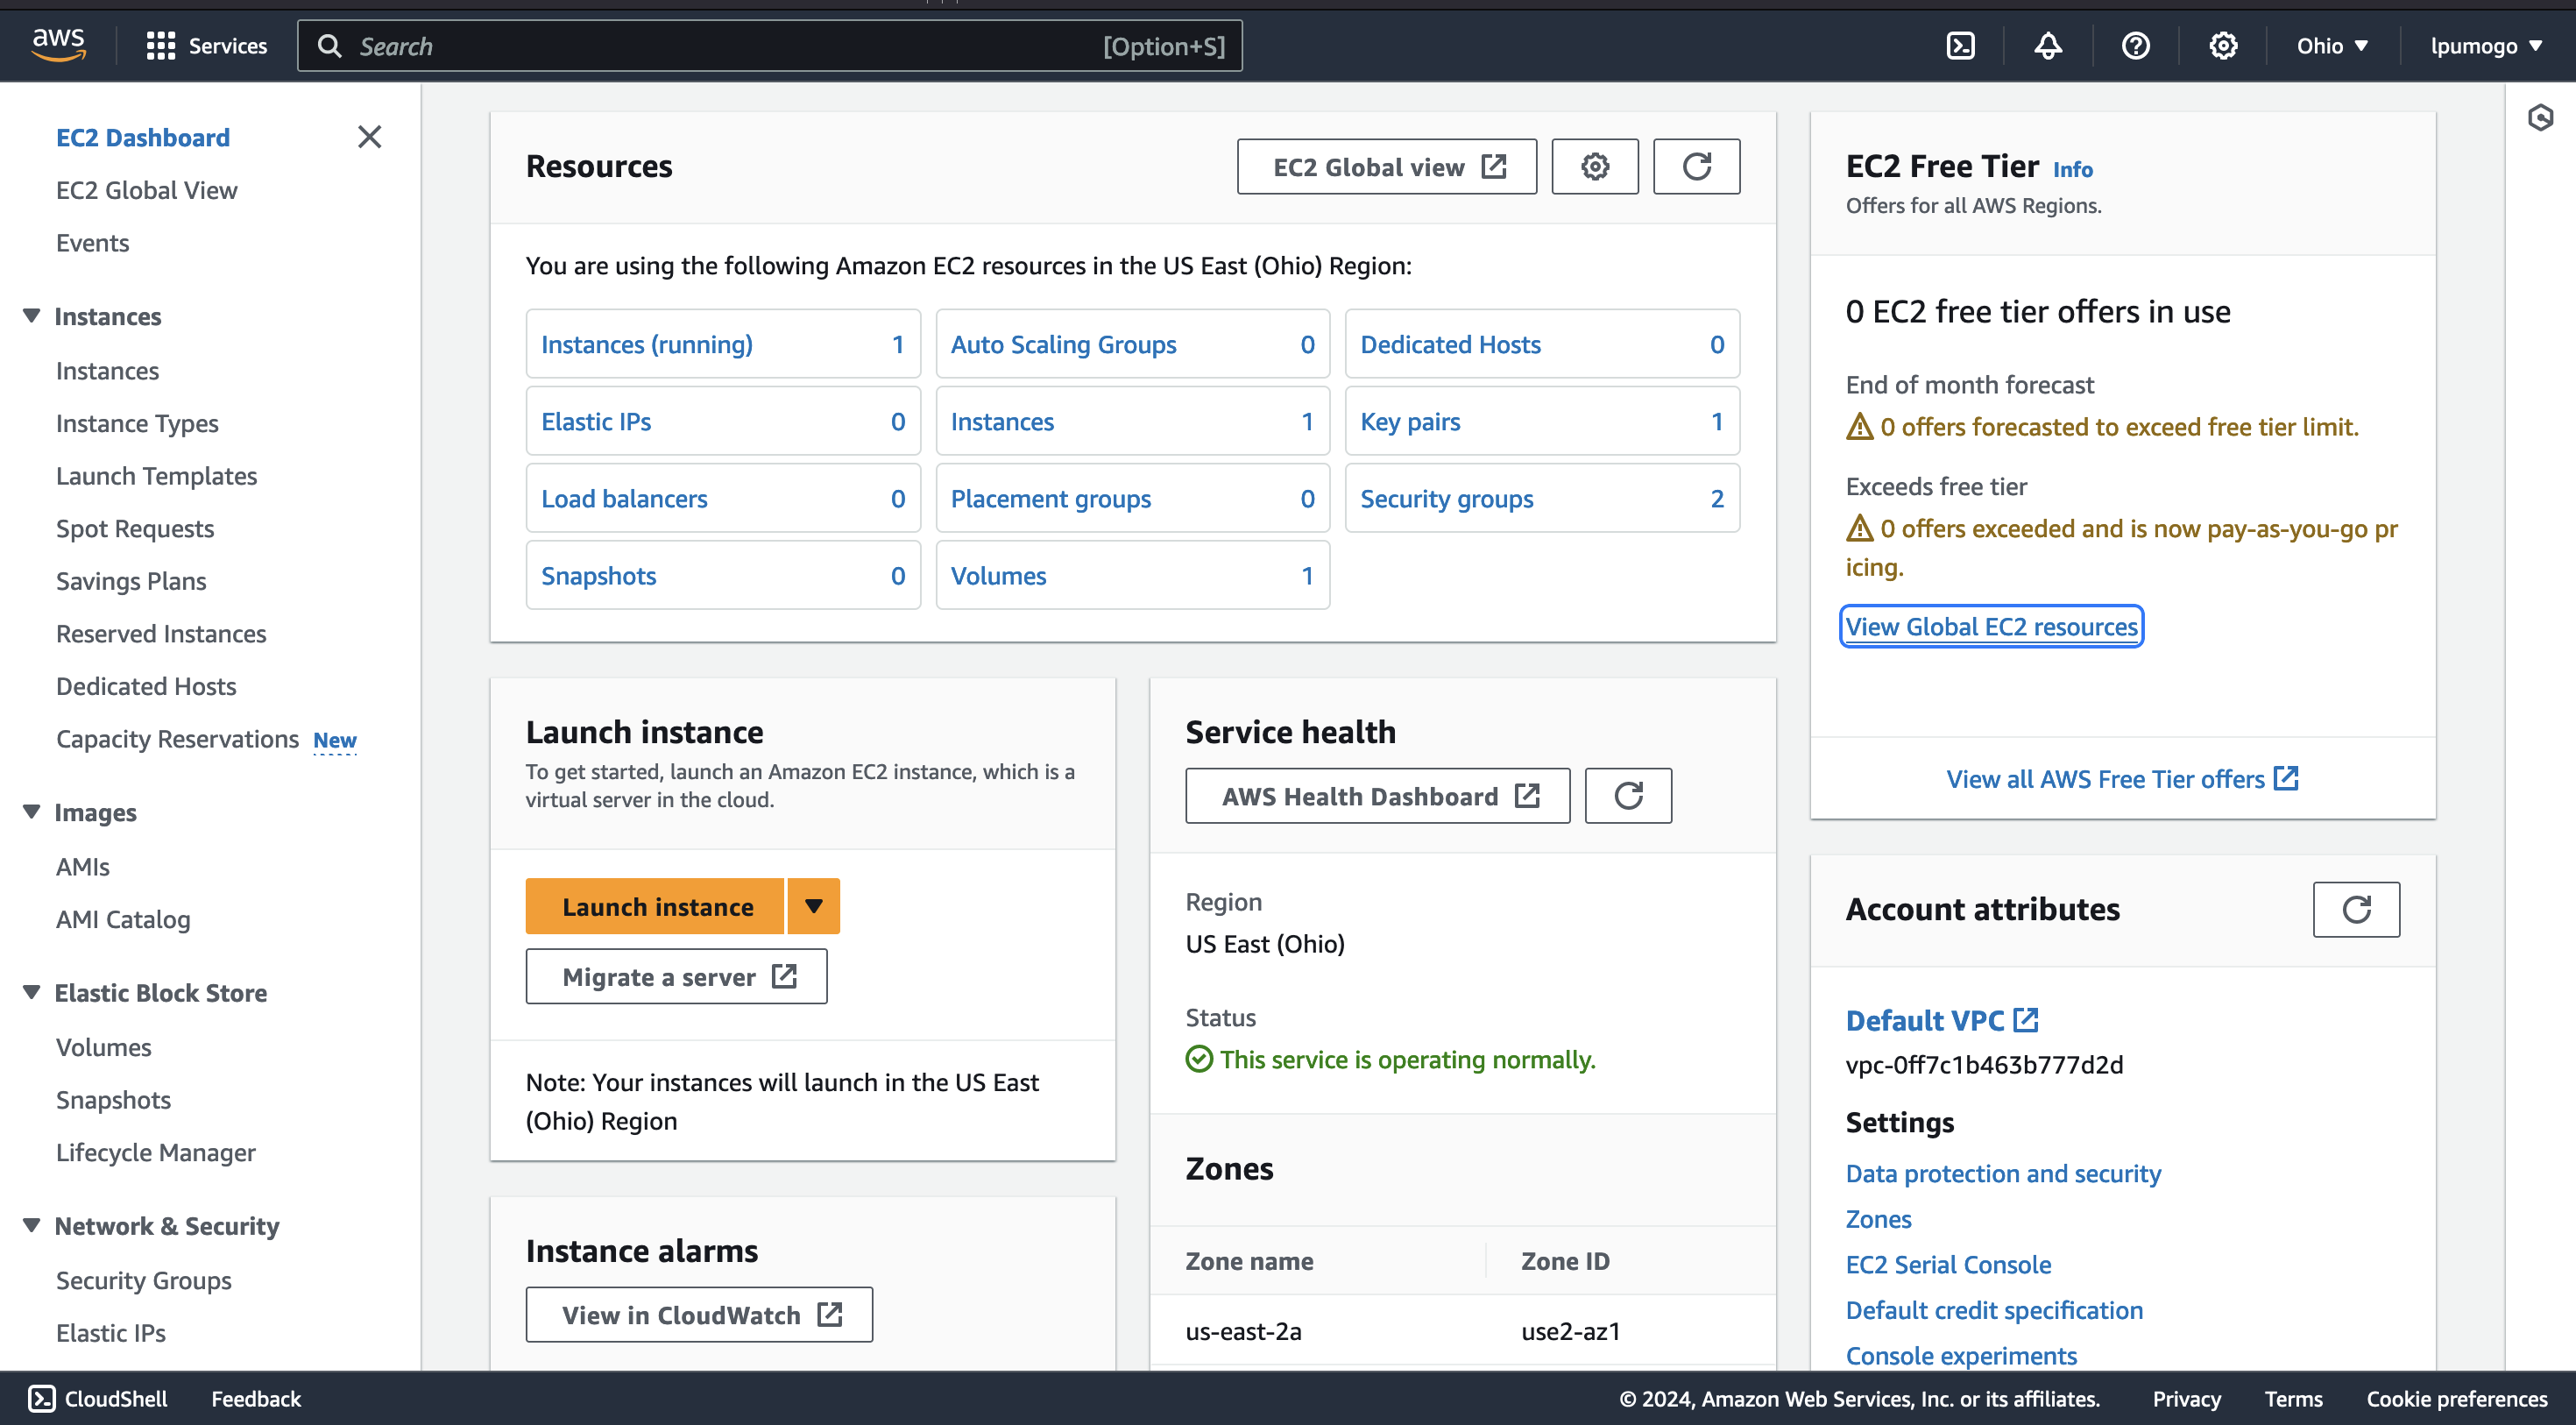 aws
Services
Search [Option+S]
Ohio ▼
lpumogo ▼
EC2 Dashboard
EC2 Global View
Events
Instances
Instances
Instance Types
Launch Templates
Spot Requests
Savings Plans
Reserved Instances
Dedicated Hosts
Capacity Reservations New
Images
AMIs
AMI Catalog
Elastic Block Store
Volumes
Snapshots
Lifecycle Manager
Network & Security
Security Groups
Elastic IPs
Resources
EC2 Global view
You are using the following Amazon EC2 resources in the US East (Ohio) Region:
Instances (running) 1
Auto Scaling Groups 0
Dedicated Hosts 0
Elastic IPs 0
Instances 1
Key pairs 1
Load balancers 0
Placement groups 0
Security groups 2
Snapshots 0
Volumes 1
Launch instance
To get started, launch an Amazon EC2 instance, which is a
virtual server in the cloud.
Launch instance
Migrate a server
Note: Your instances will launch in the US East
(Ohio) Region
Instance alarms
View in CloudWatch
Service health
AWS Health Dashboard
Region
US East (Ohio)
Status
This service is operating normally.
Zones
Zone name Zone ID
us-east-2a use2-az1
EC2 Free Tier Info
Offers for all AWS Regions.
0 EC2 free tier offers in use
End of month forecast
0 offers forecasted to exceed free tier limit.
Exceeds free tier
0 offers exceeded and is now pay-as-you-go pr
icing.
View Global EC2 resources
View all AWS Free Tier offers
Account attributes
Default VPC
vpc-0ff7c1b463b777d2d
Settings
Data protection and security
Zones
EC2 Serial Console
Default credit specification
Console experiments
CloudShell
Feedback
© 2024, Amazon Web Services, Inc. or its affiliates.
Privacy
Terms
Cookie preferences